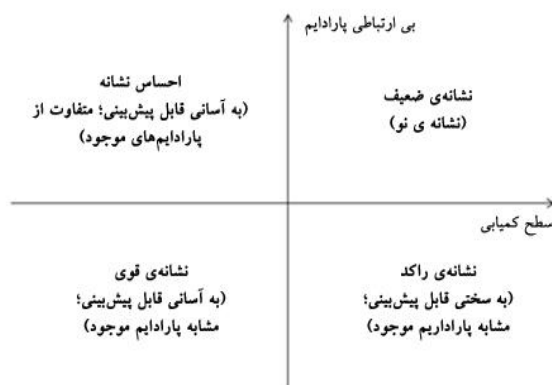 بی ارتباطی پارادایم
نشانه‌ی ضعیف
(نشانه ی نو)
احساس نشانه
(به آسانی قابل پیش‌بینی؛ متفاوت از
پارادایم‌های موجود)
سطح کمیابی
نشانه‌ی راکد
(به سختی قابل پیش‌بینی؛
مشابه پاراداریم موجود)
نشانه‌ی قوی
(به آسانی قابل پیش‌بینی؛
مشابه پارادایم موجود)